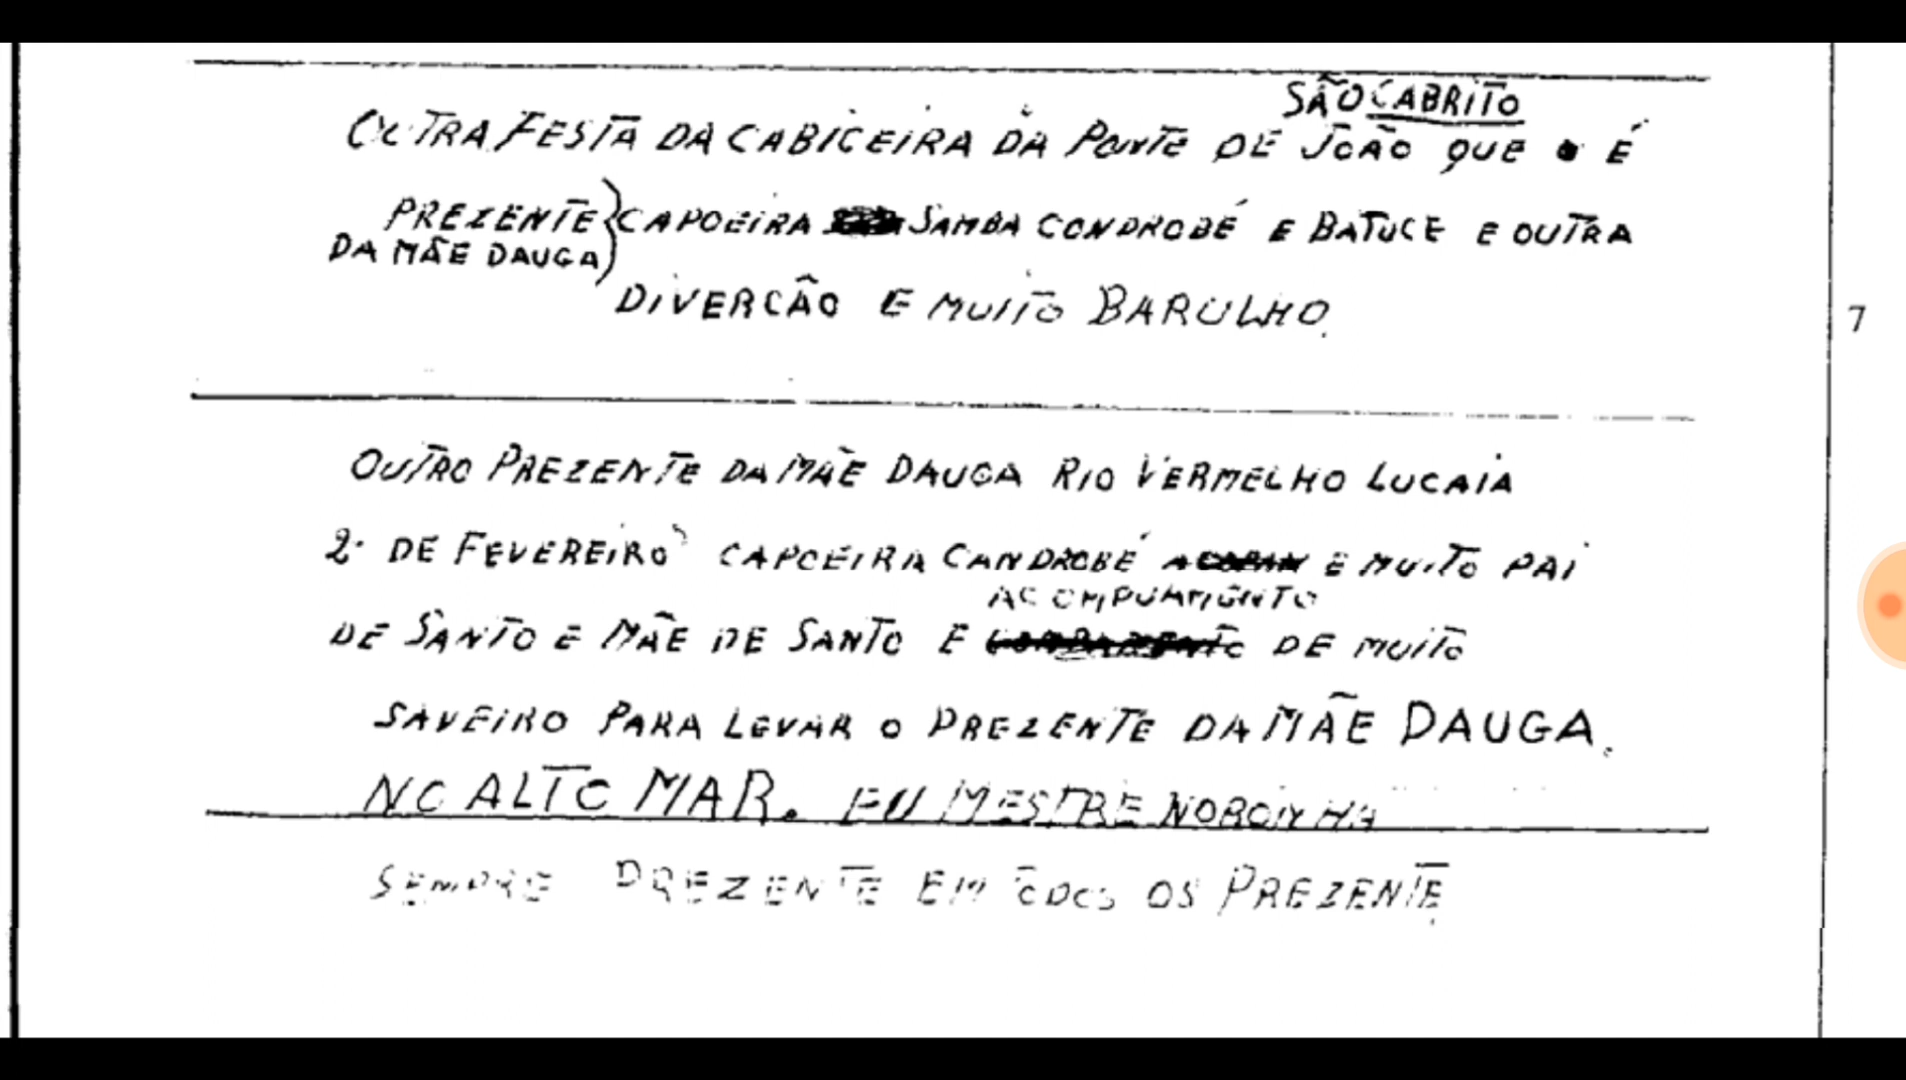 SÃO CABRITO
OUTRA FESTA DA CABICEIRA DA PONTE DE JOÃO QUE É
PREZENTE CAPOEIRA SAMBA CONDROBÉ E BATUCE E OUTRA
DA MÃE DAUGA
DIVERCÃO E MUITO BARULHO.
7
OUTRO PREZENTE DA MÃE DAUGA RIO VERMELHO LUCAIA
2. DE FEVEREIRO CAPOEIRA CANDROBÉ E MUITO PAI
ACOMPUAMÊNTO
DE SANTO E MÃE DE SANTO E DE MUITO
SAVEIRO PARA LEVAR O PREZENTE DA MÃE DAUGA.
NO ALTO MAR. EU MESTRE NORONHA
SEMPRE PREZENTE EM TODOS OS PREZENTE